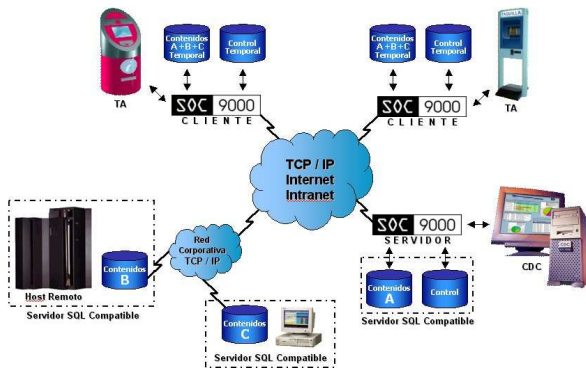 Contenidos
A+B+C
Temporal
Control
Temporal
TA
SOC 9000
CLIENTE
Contenidos
A+B+C
Temporal
Control
Temporal
TA
SOC 9000
CLIENTE
TCP / IP
Internet
Intranet
SOC 9000
SERVIDOR
CDC
Contenidos
A
Control
Servidor SQL Compatible
Red
Corporativa
TCP / IP
Contenidos
B
Host Remoto
Servidor SQL Compatible
Contenidos
C
Servidor SQL Compatible